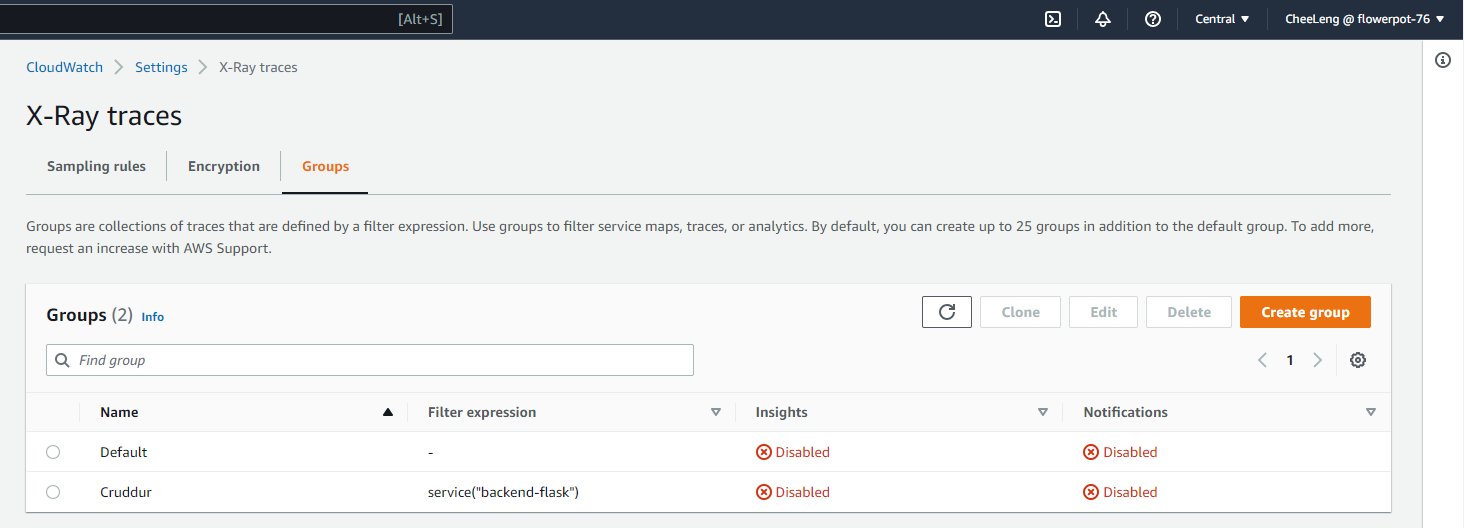 [Alt+S]
Central
CheeLeng @ flowerpot-76
CloudWatch
Settings
X-Ray traces
X-Ray traces
Sampling rules
Encryption
Groups
Groups are collections of traces that are defined by a filter expression. Use groups to filter service maps, traces, or analytics. By default, you can create up to 25 groups in addition to the default group. To add more,
request an increase with AWS Support.
Groups (2) Info
Clone
Edit
Delete
Create group
Find group
1
Name
Filter expression
Insights
Notifications
Default
-
Disabled
Disabled
Cruddur
service("backend-flask")
Disabled
Disabled